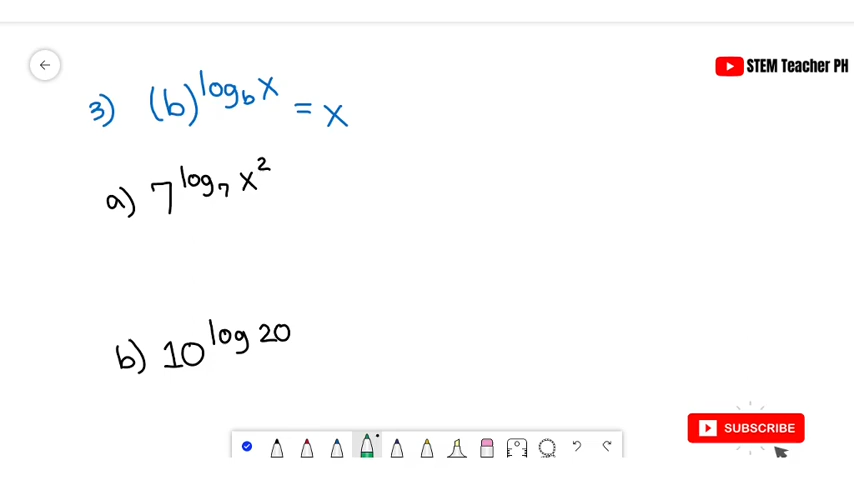 STEM Teacher PH
3) (b)^log_b x = x
a) 7^log_7 x^2
b) 10^log 20
SUBSCRIBE